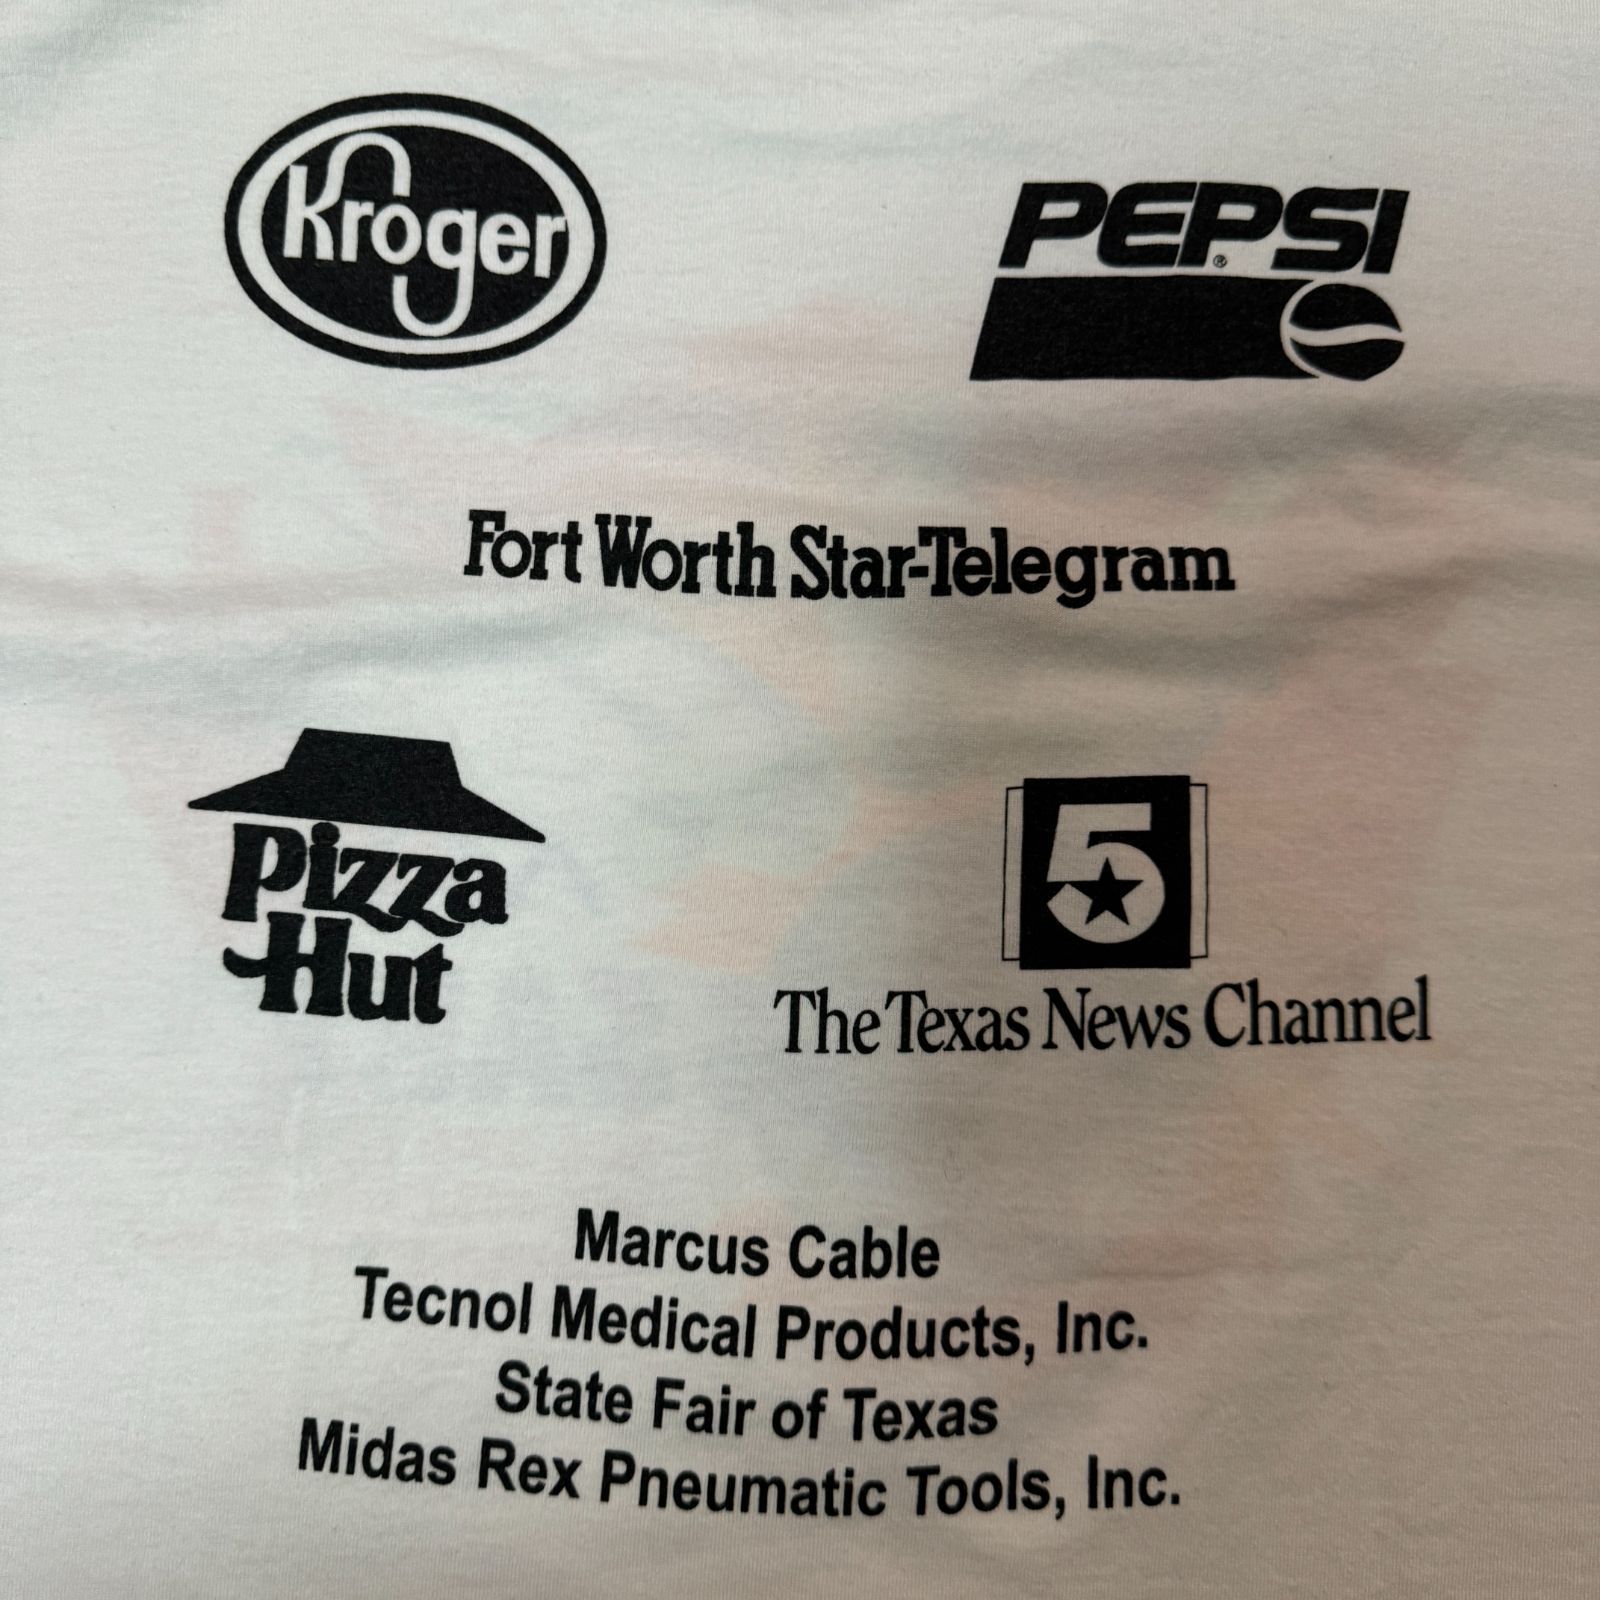 Kroger
PEPSI®
Fort Worth Star-Telegram
Pizza
Hut
5
The Texas News Channel
Marcus Cable
Tecnol Medical Products, Inc.
State Fair of Texas
Midas Rex Pneumatic Tools, Inc.